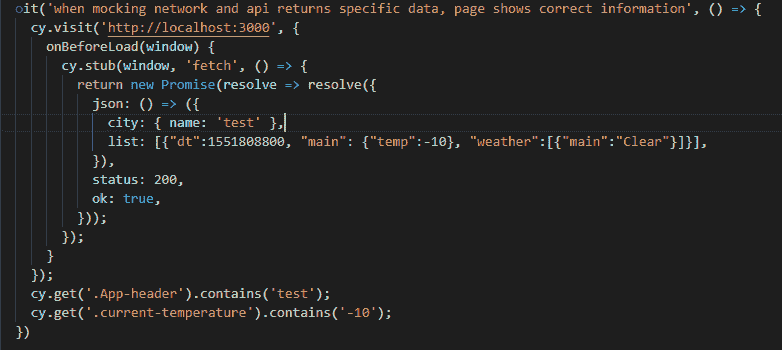 it('when mocking network and api returns specific data, page shows correct information', () => {
  cy.visit('http://localhost:3000', {
    onBeforeLoad(window) {
      cy.stub(window, 'fetch', () => {
        return new Promise(resolve => resolve({
          json: () => ({
            city: { name: 'test' },
            list: [{"dt":1551808800, "main": {"temp":-10}, "weather":[{"main":"Clear"}]}],
          }),
          status: 200,
          ok: true,
        }));
      });
    }
  });
  cy.get('.App-header').contains('test');
  cy.get('.current-temperature').contains('-10');
})